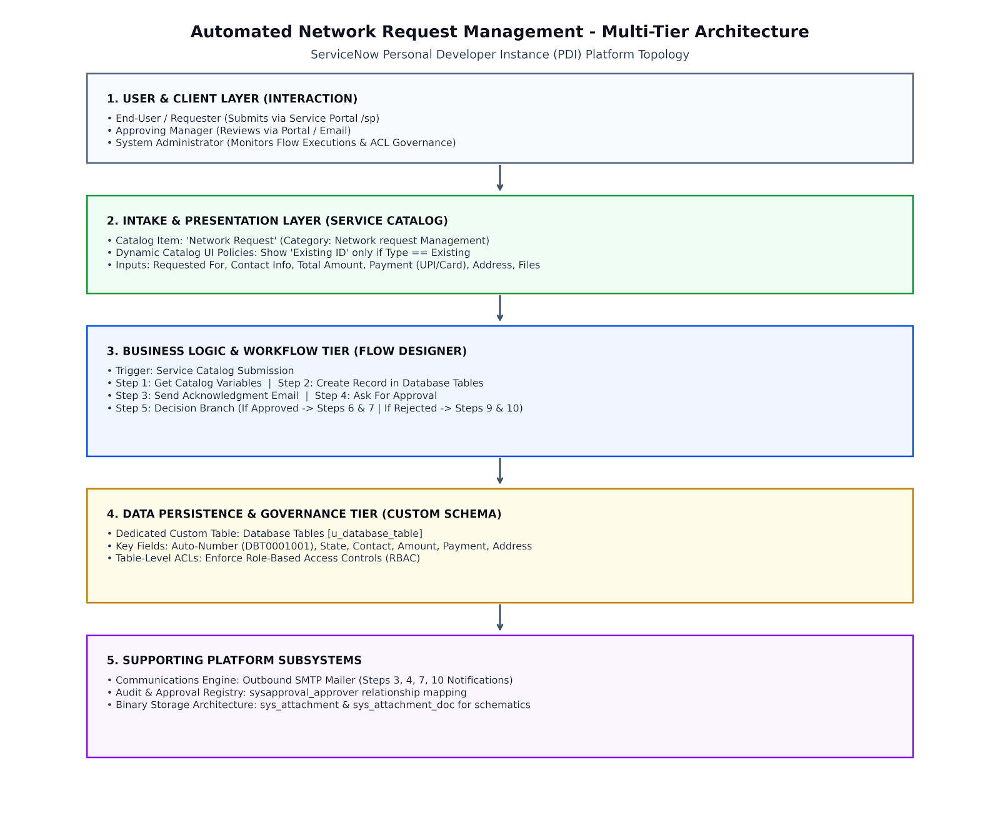 Automated Network Request Management - Multi-Tier Architecture
ServiceNow Personal Developer Instance (PDI) Platform Topology
1. USER & CLIENT LAYER (INTERACTION)
• End-User / Requester (Submits via Service Portal /sp)
• Approving Manager (Reviews via Portal / Email)
• System Administrator (Monitors Flow Executions & ACL Governance)
2. INTAKE & PRESENTATION LAYER (SERVICE CATALOG)
• Catalog Item: 'Network Request' (Category: Network request Management)
• Dynamic Catalog UI Policies: Show 'Existing ID' only if Type == Existing
• Inputs: Requested For, Contact Info, Total Amount, Payment (UPI/Card), Address, Files
3. BUSINESS LOGIC & WORKFLOW TIER (FLOW DESIGNER)
• Trigger: Service Catalog Submission
• Step 1: Get Catalog Variables | Step 2: Create Record in Database Tables
• Step 3: Send Acknowledgment Email | Step 4: Ask For Approval
• Step 5: Decision Branch (If Approved -> Steps 6 & 7 | If Rejected -> Steps 9 & 10)
4. DATA PERSISTENCE & GOVERNANCE TIER (CUSTOM SCHEMA)
• Dedicated Custom Table: Database Tables [u_database_table]
• Key Fields: Auto-Number (DBT0001001), State, Contact, Amount, Payment, Address
• Table-Level ACLs: Enforce Role-Based Access Controls (RBAC)
5. SUPPORTING PLATFORM SUBSYSTEMS
• Communications Engine: Outbound SMTP Mailer (Steps 3, 4, 7, 10 Notifications)
• Audit & Approval Registry: sysapproval_approver relationship mapping
• Binary Storage Architecture: sys_attachment & sys_attachment_doc for schematics